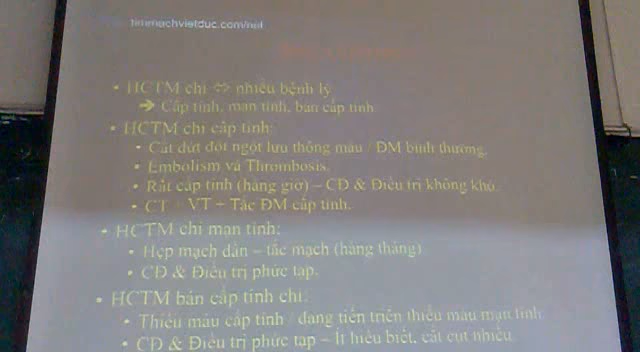 timmachvietduc.com/net
• HCTM chi ⇔ nhiều bệnh lý
➔ Cấp tính, mạn tính, bán cấp tính
• HCTM chi cấp tính:
• Cắt đứt đột ngột lưu thông máu / ĐM bình thường.
• Embolism và Thrombosis.
• Rất cấp tính (hàng giờ) – CĐ & Điều trị không khó.
• CT + VT + Tắc ĐM cấp tính.
• HCTM chi mạn tính:
• Hẹp mạch dần – tắc mạch (hàng tháng)
• CĐ & Điều trị phức tạp.
• HCTM bán cấp tính chi:
• Thiếu máu cấp tính / đang tiến triển thiếu máu mạn tính.
• CĐ & Điều trị phức tạp – Ít hiểu biết, cắt cụt nhiều.